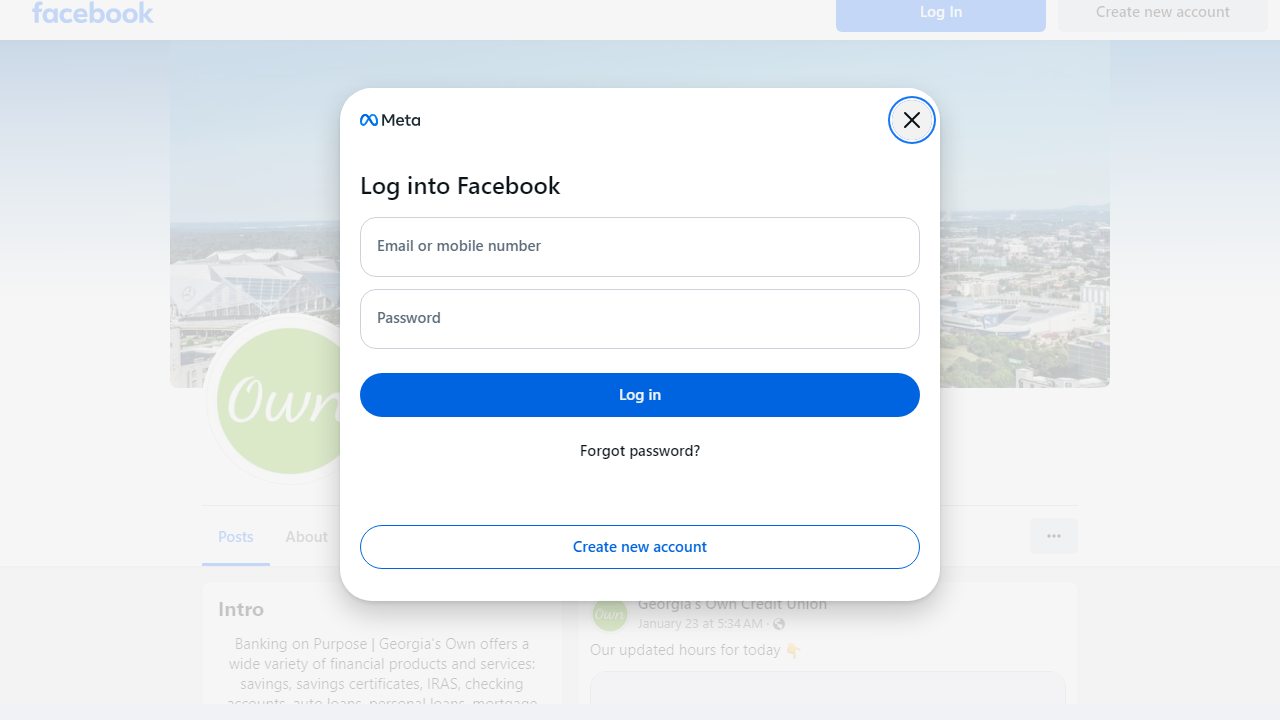 facebook
Log In
Create new account
Meta
Log into Facebook
Email or mobile number
Password
Log in
Forgot password?
Create new account
Own
Posts
About
Intro
Banking on Purpose | Georgia's Own offers a
wide variety of financial products and services:
savings, savings certificates, IRAS, checking
accounts, auto loans, personal loans, mortgage
Own
Georgia's Own Credit Union
January 23 at 5:34 AM ·
Our updated hours for today 👇